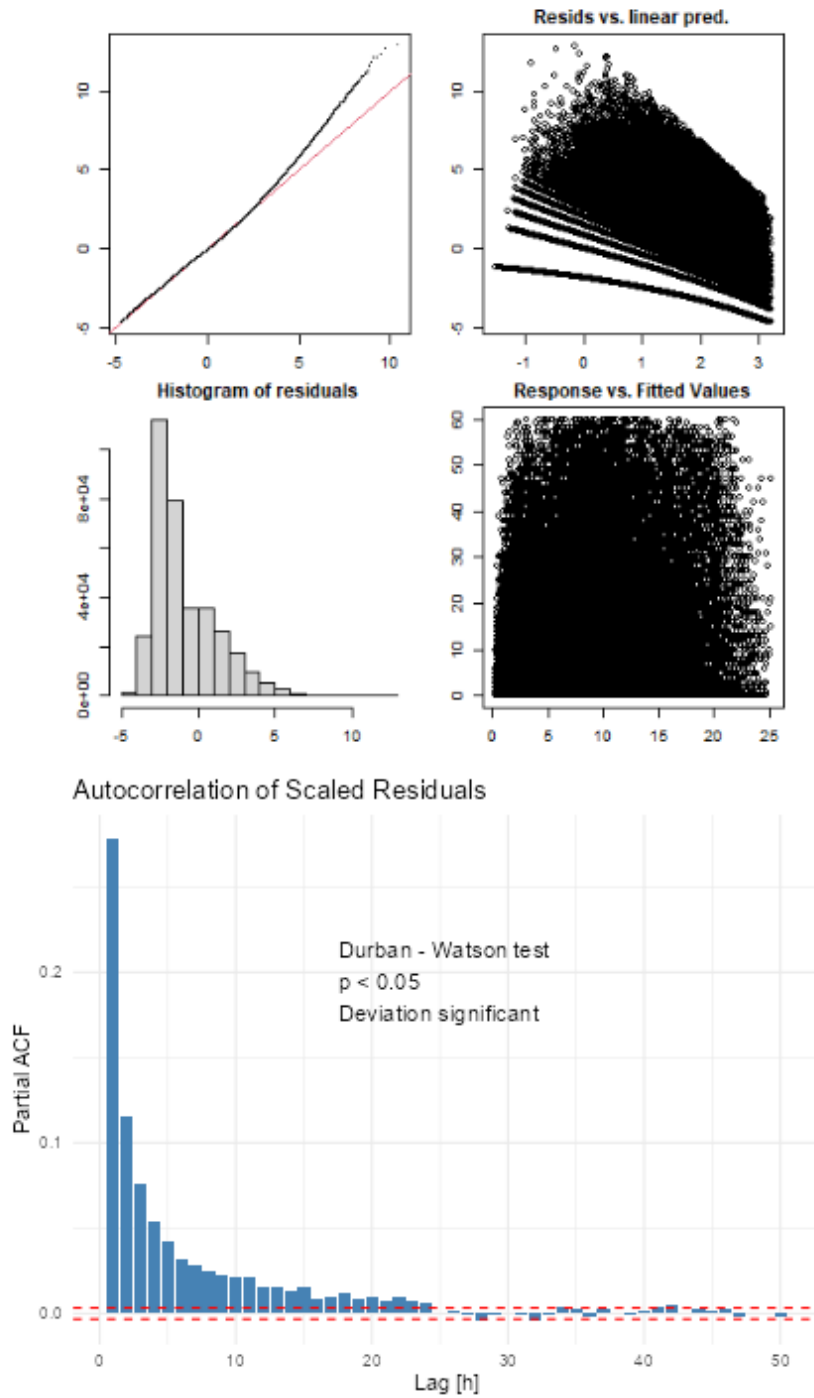 Resids vs. linear pred.
10
5
0
-5
-5 0 5 10
10
5
0
-5
-1 0 1 2 3
Histogram of residuals
8e+04
4e+04
0e+00
-5 0 5 10
Response vs. Fitted Values
60
50
40
30
20
10
0
0 5 10 15 20 25
Autocorrelation of Scaled Residuals
Durban - Watson test
p < 0.05
Deviation significant
Partial ACF
0.2
0.1
0.0
0 10 20 30 40 50
Lag [h]